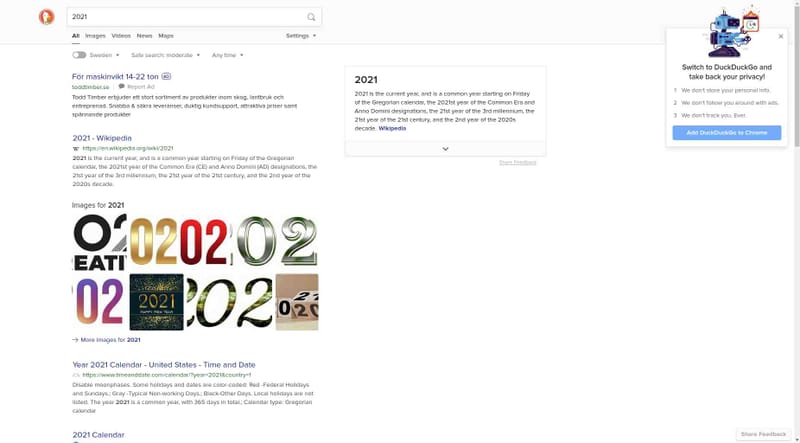 2021
All Images Videos News Maps Settings
Sweden Safe search: moderate Any time
För maskinvikt 14-22 ton AD
toddtimber.se Report Ad
Todd Timber erbjuder ett stort sortiment av produkter inom skog, lantbruk och
entreprenad. Snabba & säkra leveranser, duktig kundsupport, attraktiva priser samt
spännande produkter
2021 - Wikipedia
https://en.wikipedia.org/wiki/2021
2021 is the current year, and is a common year starting on Friday of the Gregorian
calendar, the 2021st year of the Common Era (CE) and Anno Domini (AD) designations, the
21st year of the 3rd millennium, the 21st year of the 21st century, and the 2nd year of the
2020s decade.
Images for 2021
EATI
02
02
202
02
2021
HAPPY NEW YEAR
202
21
020
More Images for 2021
Year 2021 Calendar - United States - Time and Date
https://www.timeanddate.com/calendar/?year=2021&country=1
Disable moonphases. Some holidays and dates are color-coded: Red -Federal Holidays
and Sundays.; Gray -Typical Non-working Days.; Black-Other Days. Local holidays are not
listed. The year 2021 is a common year, with 365 days in total.; Calendar type: Gregorian
calendar
2021 Calendar
2021
2021 is the current year, and is a common year starting on Friday
of the Gregorian calendar, the 2021st year of the Common Era and
Anno Domini designations, the 21st year of the 3rd millennium, the
21st year of the 21st century, and the 2nd year of the 2020s
decade. Wikipedia
Share Feedback
Switch to DuckDuckGo and
take back your privacy!
1 We don't store your personal info.
2 We don't follow you around with ads.
3 We don't track you. Ever.
Add DuckDuckGo to Chrome
Share Feedback